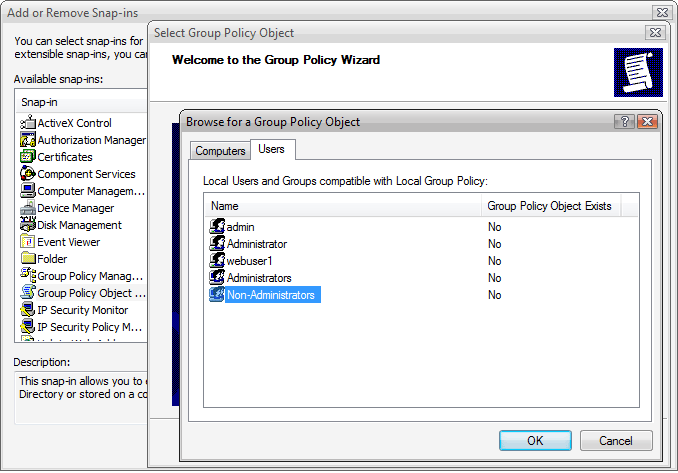 Add or Remove Snap-ins
You can select snap-ins for
extensible snap-ins, you can
Available snap-ins:
Snap-in
ActiveX Control
Authorization Manager
Certificates
Component Services
Computer Managem...
Device Manager
Disk Management
Event Viewer
Folder
Group Policy Manag...
Group Policy Object ...
IP Security Monitor
IP Security Policy M...
Description:
This snap-in allows you to
Directory or stored on a co
Select Group Policy Object
Welcome to the Group Policy Wizard
Browse for a Group Policy Object
Computers
Users
Local Users and Groups compatible with Local Group Policy:
Name Group Policy Object Exists
admin No
Administrator No
webuser1 No
Administrators No
Non-Administrators No
OK Cancel